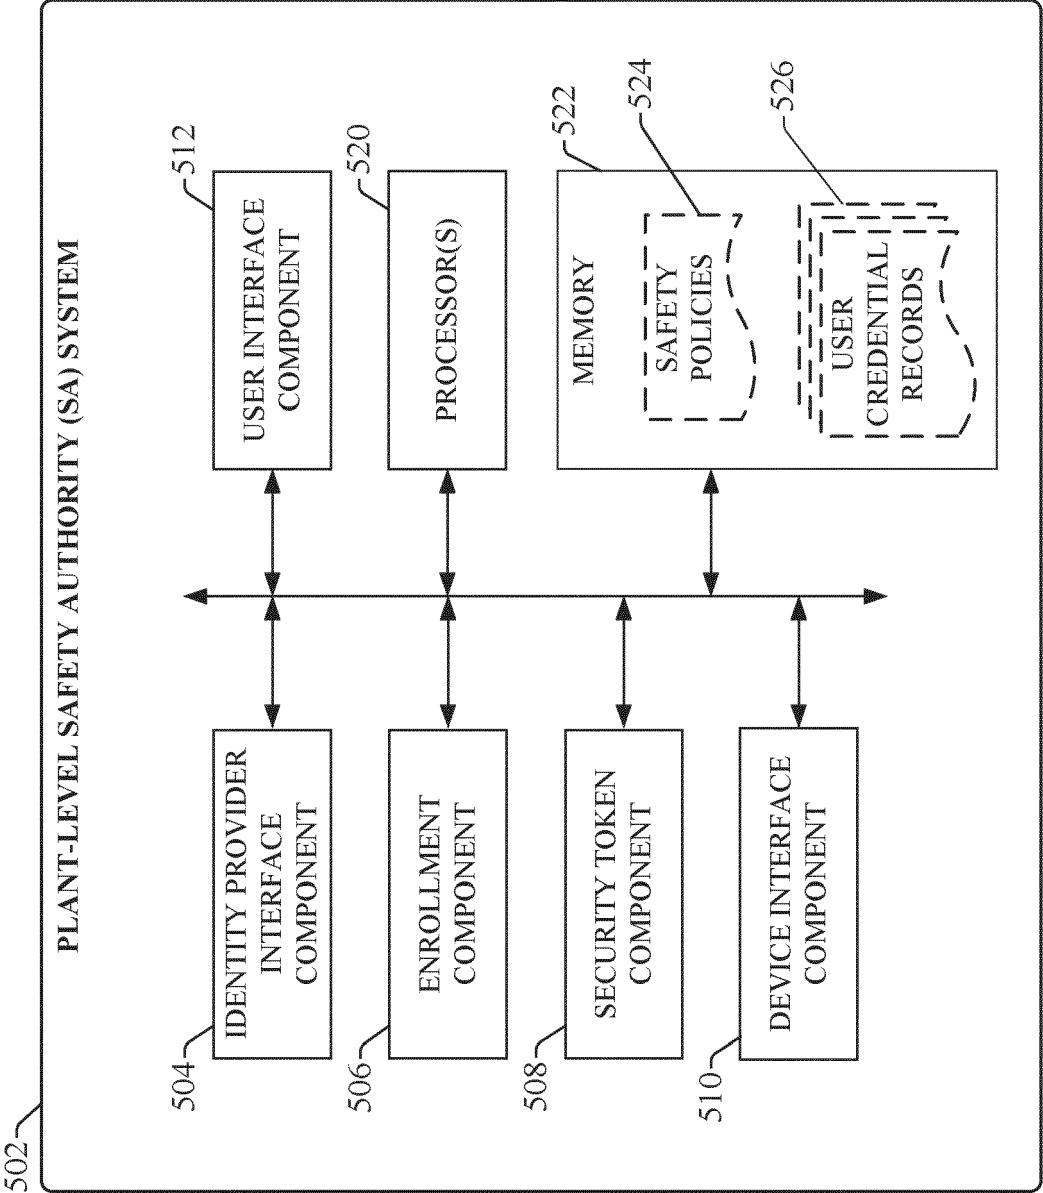 502
PLANT-LEVEL SAFETY AUTHORITY (SA) SYSTEM
504
IDENTITY PROVIDER
INTERFACE
COMPONENT
512
USER INTERFACE
COMPONENT
506
ENROLLMENT
COMPONENT
520
PROCESSOR(S)
508
SECURITY TOKEN
COMPONENT
522
MEMORY
524
SAFETY
POLICIES
510
DEVICE INTERFACE
COMPONENT
526
USER
CREDENTIAL
RECORDS